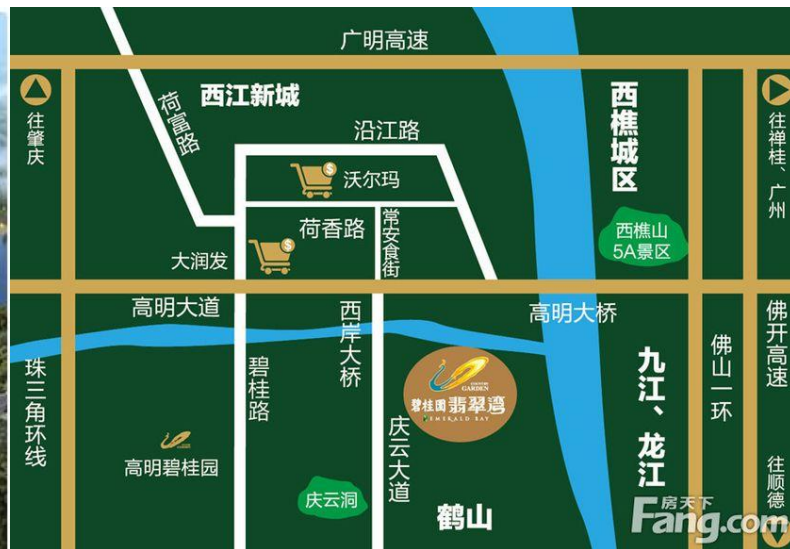 广明高速
西江新城
荷富路
往肇庆
西樵城区
往禅桂、广州
沿江路
沃尔玛
荷香路
常安食街
西樵山
5A景区
大润发
高明大道
西岸大桥
高明大桥
佛开高速
珠三角环线
碧桂路
COUNTRY
GARDEN
碧桂园 翡翠湾
EMERALD BAY
九江、龙江
佛山一环
高明碧桂园
庆云大道
庆云洞
鹤山
往顺德
房天下
Fang.com